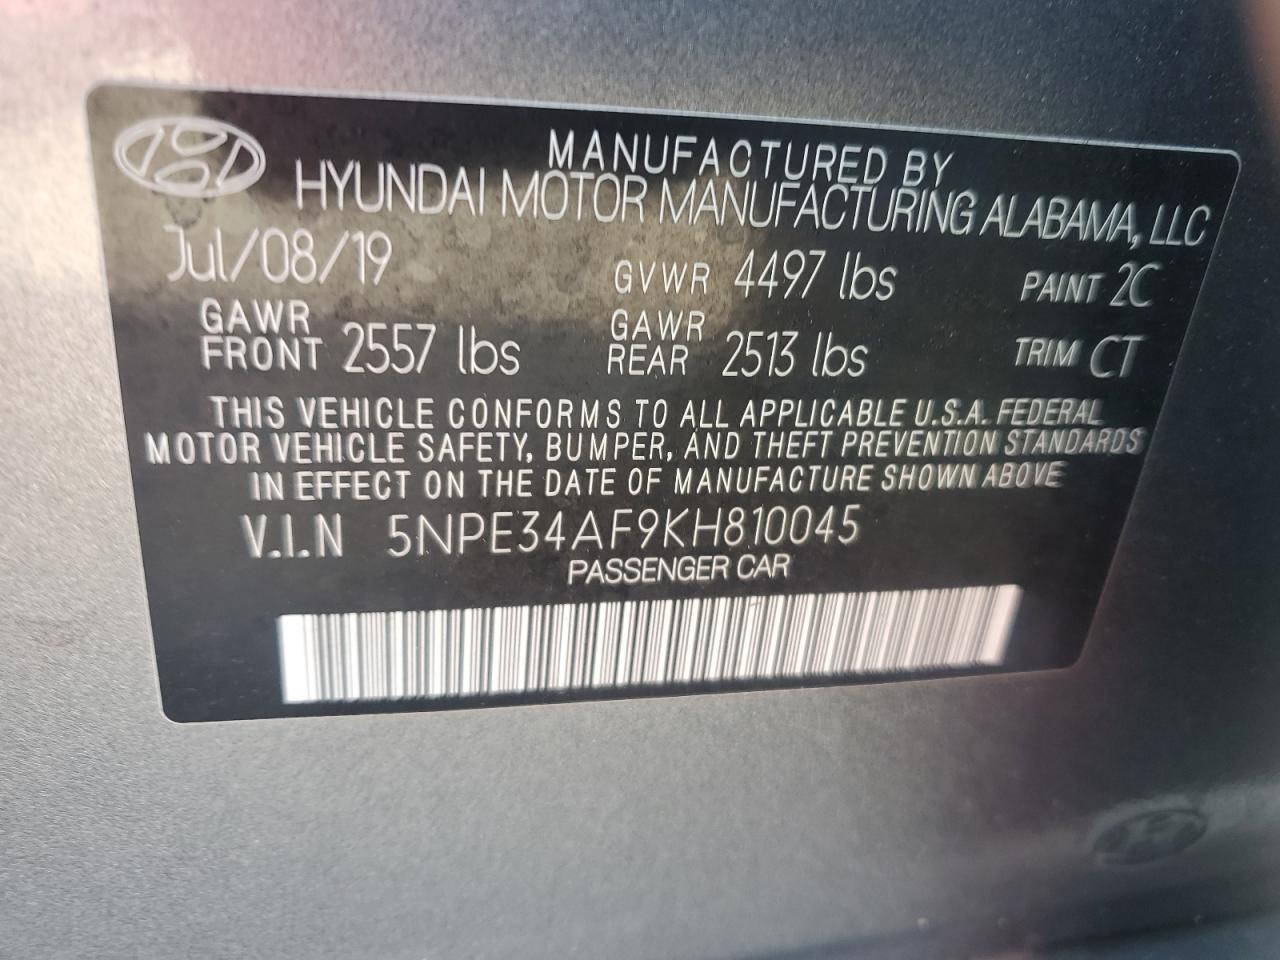 MANUFACTURED BY
HYUNDAI MOTOR MANUFACTURING ALABAMA, LLC
Jul/08/19 GVWR 4497 lbs PAINT 2C
GAWR FRONT 2557 lbs GAWR REAR 2513 lbs TRIM CT
THIS VEHICLE CONFORMS TO ALL APPLICABLE U.S.A. FEDERAL
MOTOR VEHICLE SAFETY, BUMPER, AND THEFT PREVENTION STANDARDS
IN EFFECT ON THE DATE OF MANUFACTURE SHOWN ABOVE
V.I.N 5NPE34AF9KH810045
PASSENGER CAR